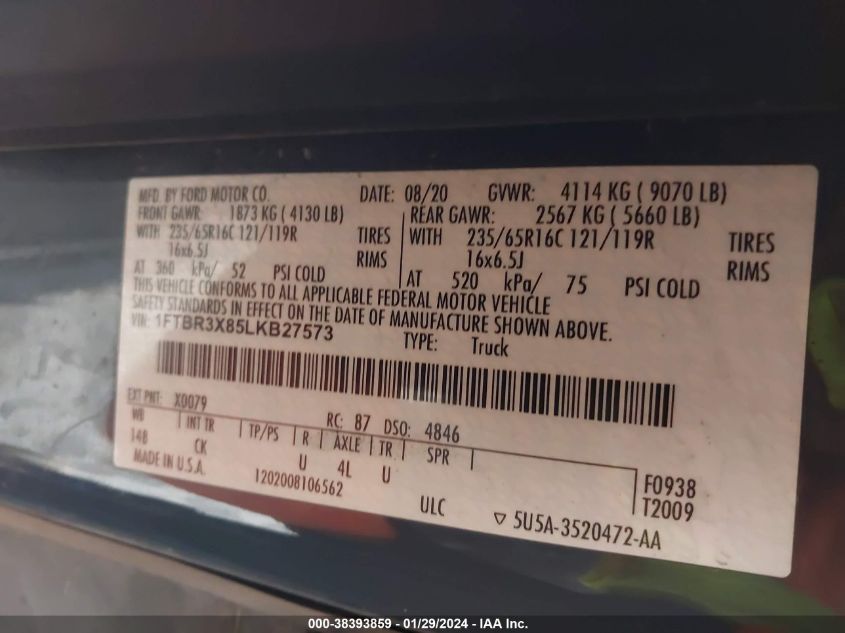 MFD. BY FORD MOTOR CO. DATE: 08/20 GVWR: 4114 KG ( 9070 LB)
FRONT GAWR: 1873 KG ( 4130 LB) REAR GAWR: 2567 KG ( 5660 LB)
WITH 235/65R16C 121/119R TIRES WITH 235/65R16C 121/119R TIRES
16x6.5J RIMS 16x6.5J RIMS
AT 360 kPa/ 52 PSI COLD AT 520 kPa/ 75 PSI COLD
THIS VEHICLE CONFORMS TO ALL APPLICABLE FEDERAL MOTOR VEHICLE
SAFETY STANDARDS IN EFFECT ON THE DATE OF MANUFACTURE SHOWN ABOVE.
VIN: 1FTBR3X85LKB27573 TYPE: Truck
EXT PNT: X0079 RC: 87 DSO: 4846
WB INT TR TP/PS R AXLE TR SPR
148 CK U 4L U F0938
MADE IN U.S.A. 1202008106562 T2009
ULC 5U5A-3520472-AA
000-38393859 - 01/29/2024 - IAA Inc.